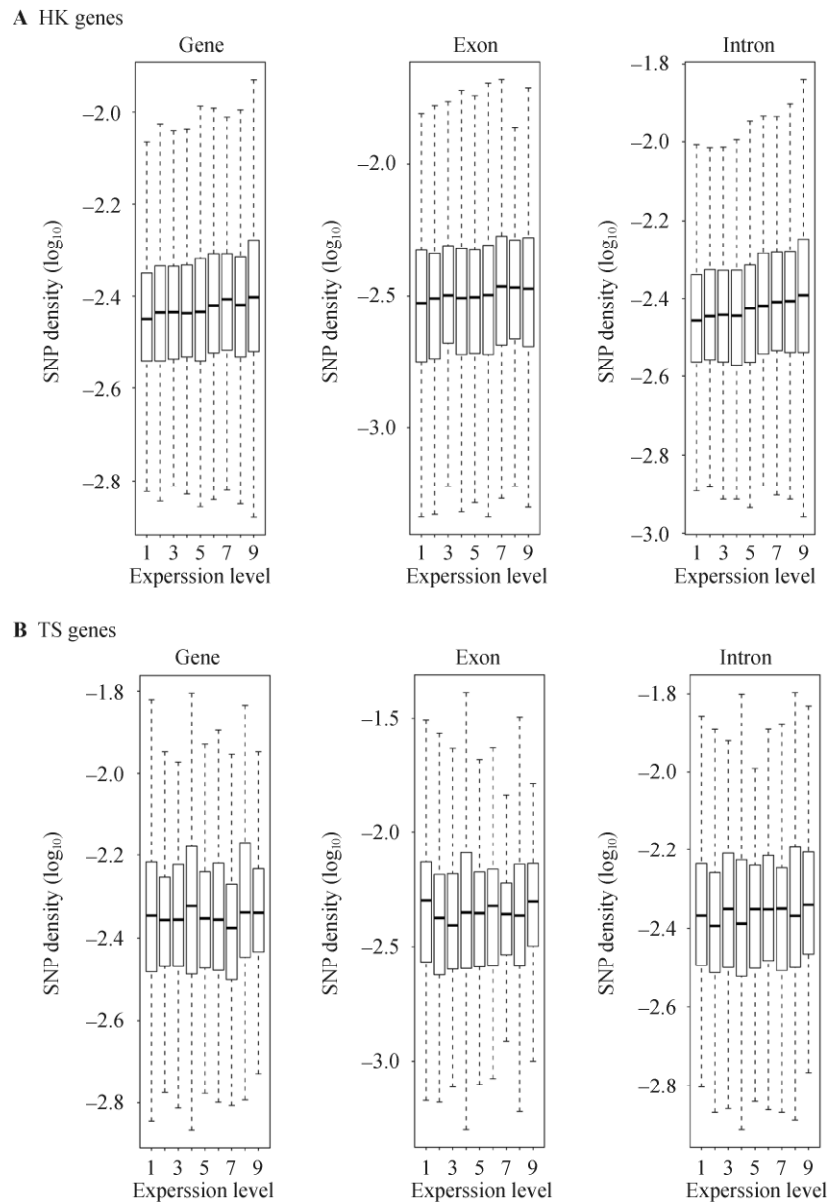 A HK genes
Gene
SNP density (log10)
−2.0
−2.2
−2.4
−2.6
−2.8
1 3 5 7 9
Experssion level
Exon
SNP density (log10)
−2.0
−2.5
−3.0
1 3 5 7 9
Experssion level
Intron
SNP density (log10)
−1.8
−2.0
−2.2
−2.4
−2.6
−2.8
−3.0
1 3 5 7 9
Experssion level
B TS genes
Gene
SNP density (log10)
−1.8
−2.0
−2.2
−2.4
−2.6
−2.8
1 3 5 7 9
Experssion level
Exon
SNP density (log10)
−1.5
−2.0
−2.5
−3.0
1 3 5 7 9
Experssion level
Intron
SNP density (log10)
−1.8
−2.0
−2.2
−2.4
−2.6
−2.8
1 3 5 7 9
Experssion level